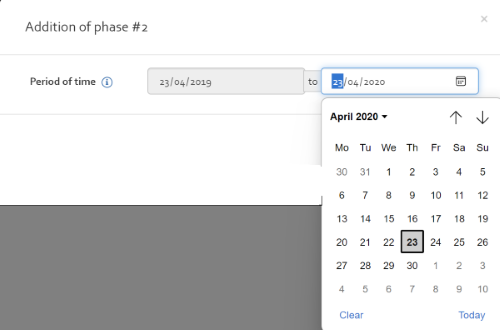 Addition of phase #2
×
Period of time i 23/04/2019 to 23/04/2020
April 2020
Mo Tu We Th Fr Sa Su
30 31 1 2 3 4 5
6 7 8 9 10 11 12
13 14 15 16 17 18 19
20 21 22 23 24 25 26
27 28 29 30 1 2 3
4 5 6 7 8 9 10
Clear Today